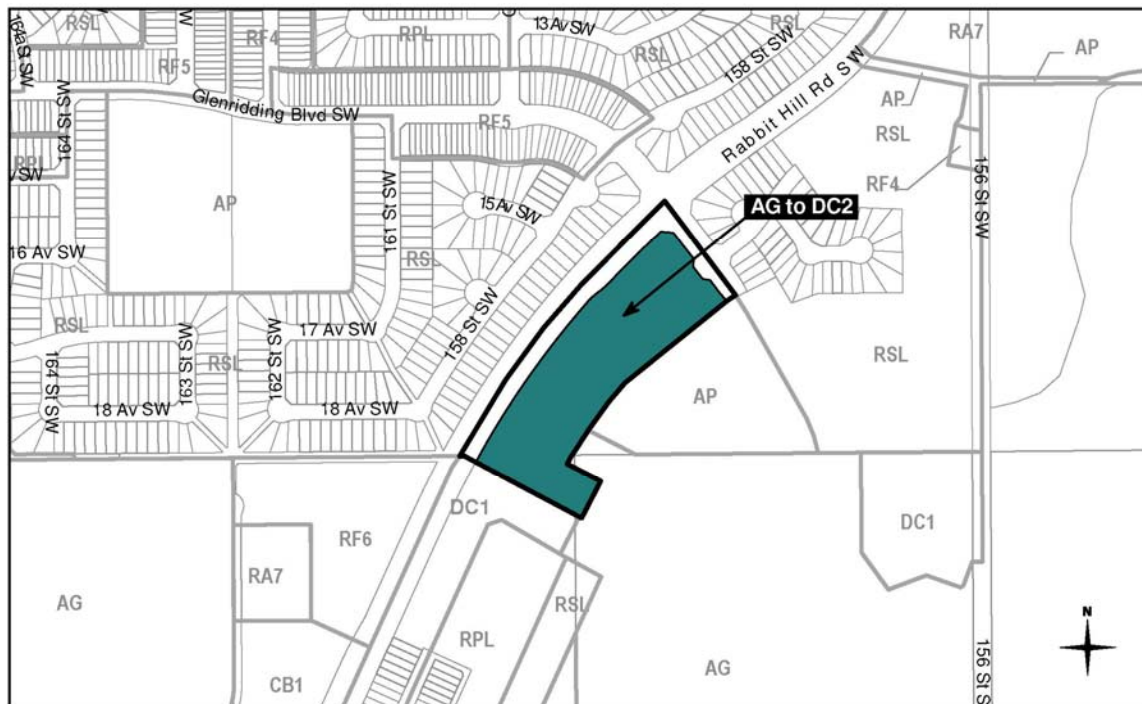 RSL
164a St SW
RF4
RPL
13 Av SW
RSL
RSL
RA7
AP
RF5
158 St SW
AP
Glenridding Blvd SW
RF5
Rabbit Hill Rd SW
RSL
164 St SW
RPL
RF4
156 St SW
AP
161 St SW
15 Av SW
AG to DC2
16 Av SW
RSL
RSL
17 Av SW
158 St SW
RSL
163 St SW
RSL
162 St SW
RSL
164 St SW
AP
18 Av SW
18 Av SW
DC1
RF6
DC1
RA7
AG
RSL
N
RPL
AG
CB1
156 St S